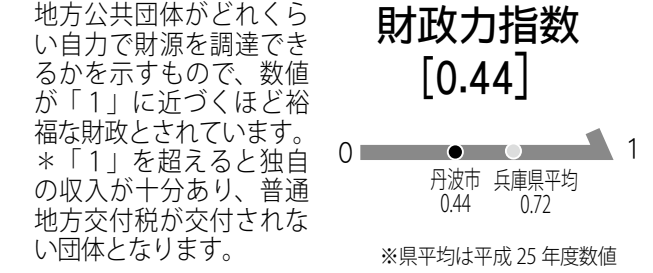 地方公共団体がどれくら
い自力で財源を調達でき
るかを示すもので、数値
が「１」に近づくほど裕
福な財政とされています。
＊「１」を超えると独自
の収入が十分あり、普通
地方交付税が交付されな
い団体となります。
財政力指数
［0.44］
0
1
丹波市
0.44
兵庫県平均
0.72
※県平均は平成 25 年度数値